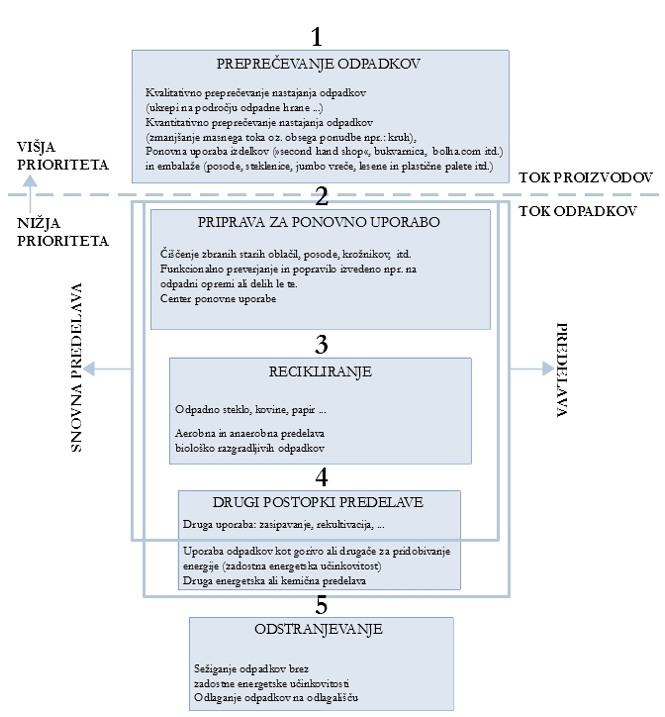 1
PREPREČEVANJE ODPADKOV
Kvalitativno preprečevanje nastajanja odpadkov
(ukrepi na področju odpadne hrane ...)
Kvantitativno preprečevanje nastajanja odpadkov
(zmanjšanje masnega toka oz. obsega ponudbe npr.: kruh),
Ponovna uporaba izdelkov (»second hand shop«, bukvarnica, bolha.com itd.)
in embalaže (posode, steklenice, jumbo vreče, lesene in plastične palete itd.)
VIŠJA
PRIORITETA
TOK PROIZVODOV
NIŽJA
PRIORITETA
TOK ODPADKOV
2
PRIPRAVA ZA PONOVNO UPORABO
Čiščenje zbranih starih oblačil, posode, krožnikov, itd.
Funkcionalno preverjanje in popravilo izvedeno npr. na
odpadni opremi ali delih le te.
Center ponovne uporabe
SNOVNA PREDELAVA
PREDELAVA
3
RECIKLIRANJE
Odpadno steklo, kovine, papir ...
Aerobna in anaerobna predelava
biološko razgradljivih odpadkov
4
DRUGI POSTOPKI PREDELAVE
Druga uporaba: zasipavanje, rekultivacija, ...
Uporaba odpadkov kot gorivo ali drugače za pridobivanje
energije (zadostna energetska učinkovitost)
Druga energetska ali kemična predelava
5
ODSTRANJEVANJE
Sežiganje odpadkov brez
zadostne energetske učinkovitosti
Odlaganje odpadkov na odlagališču